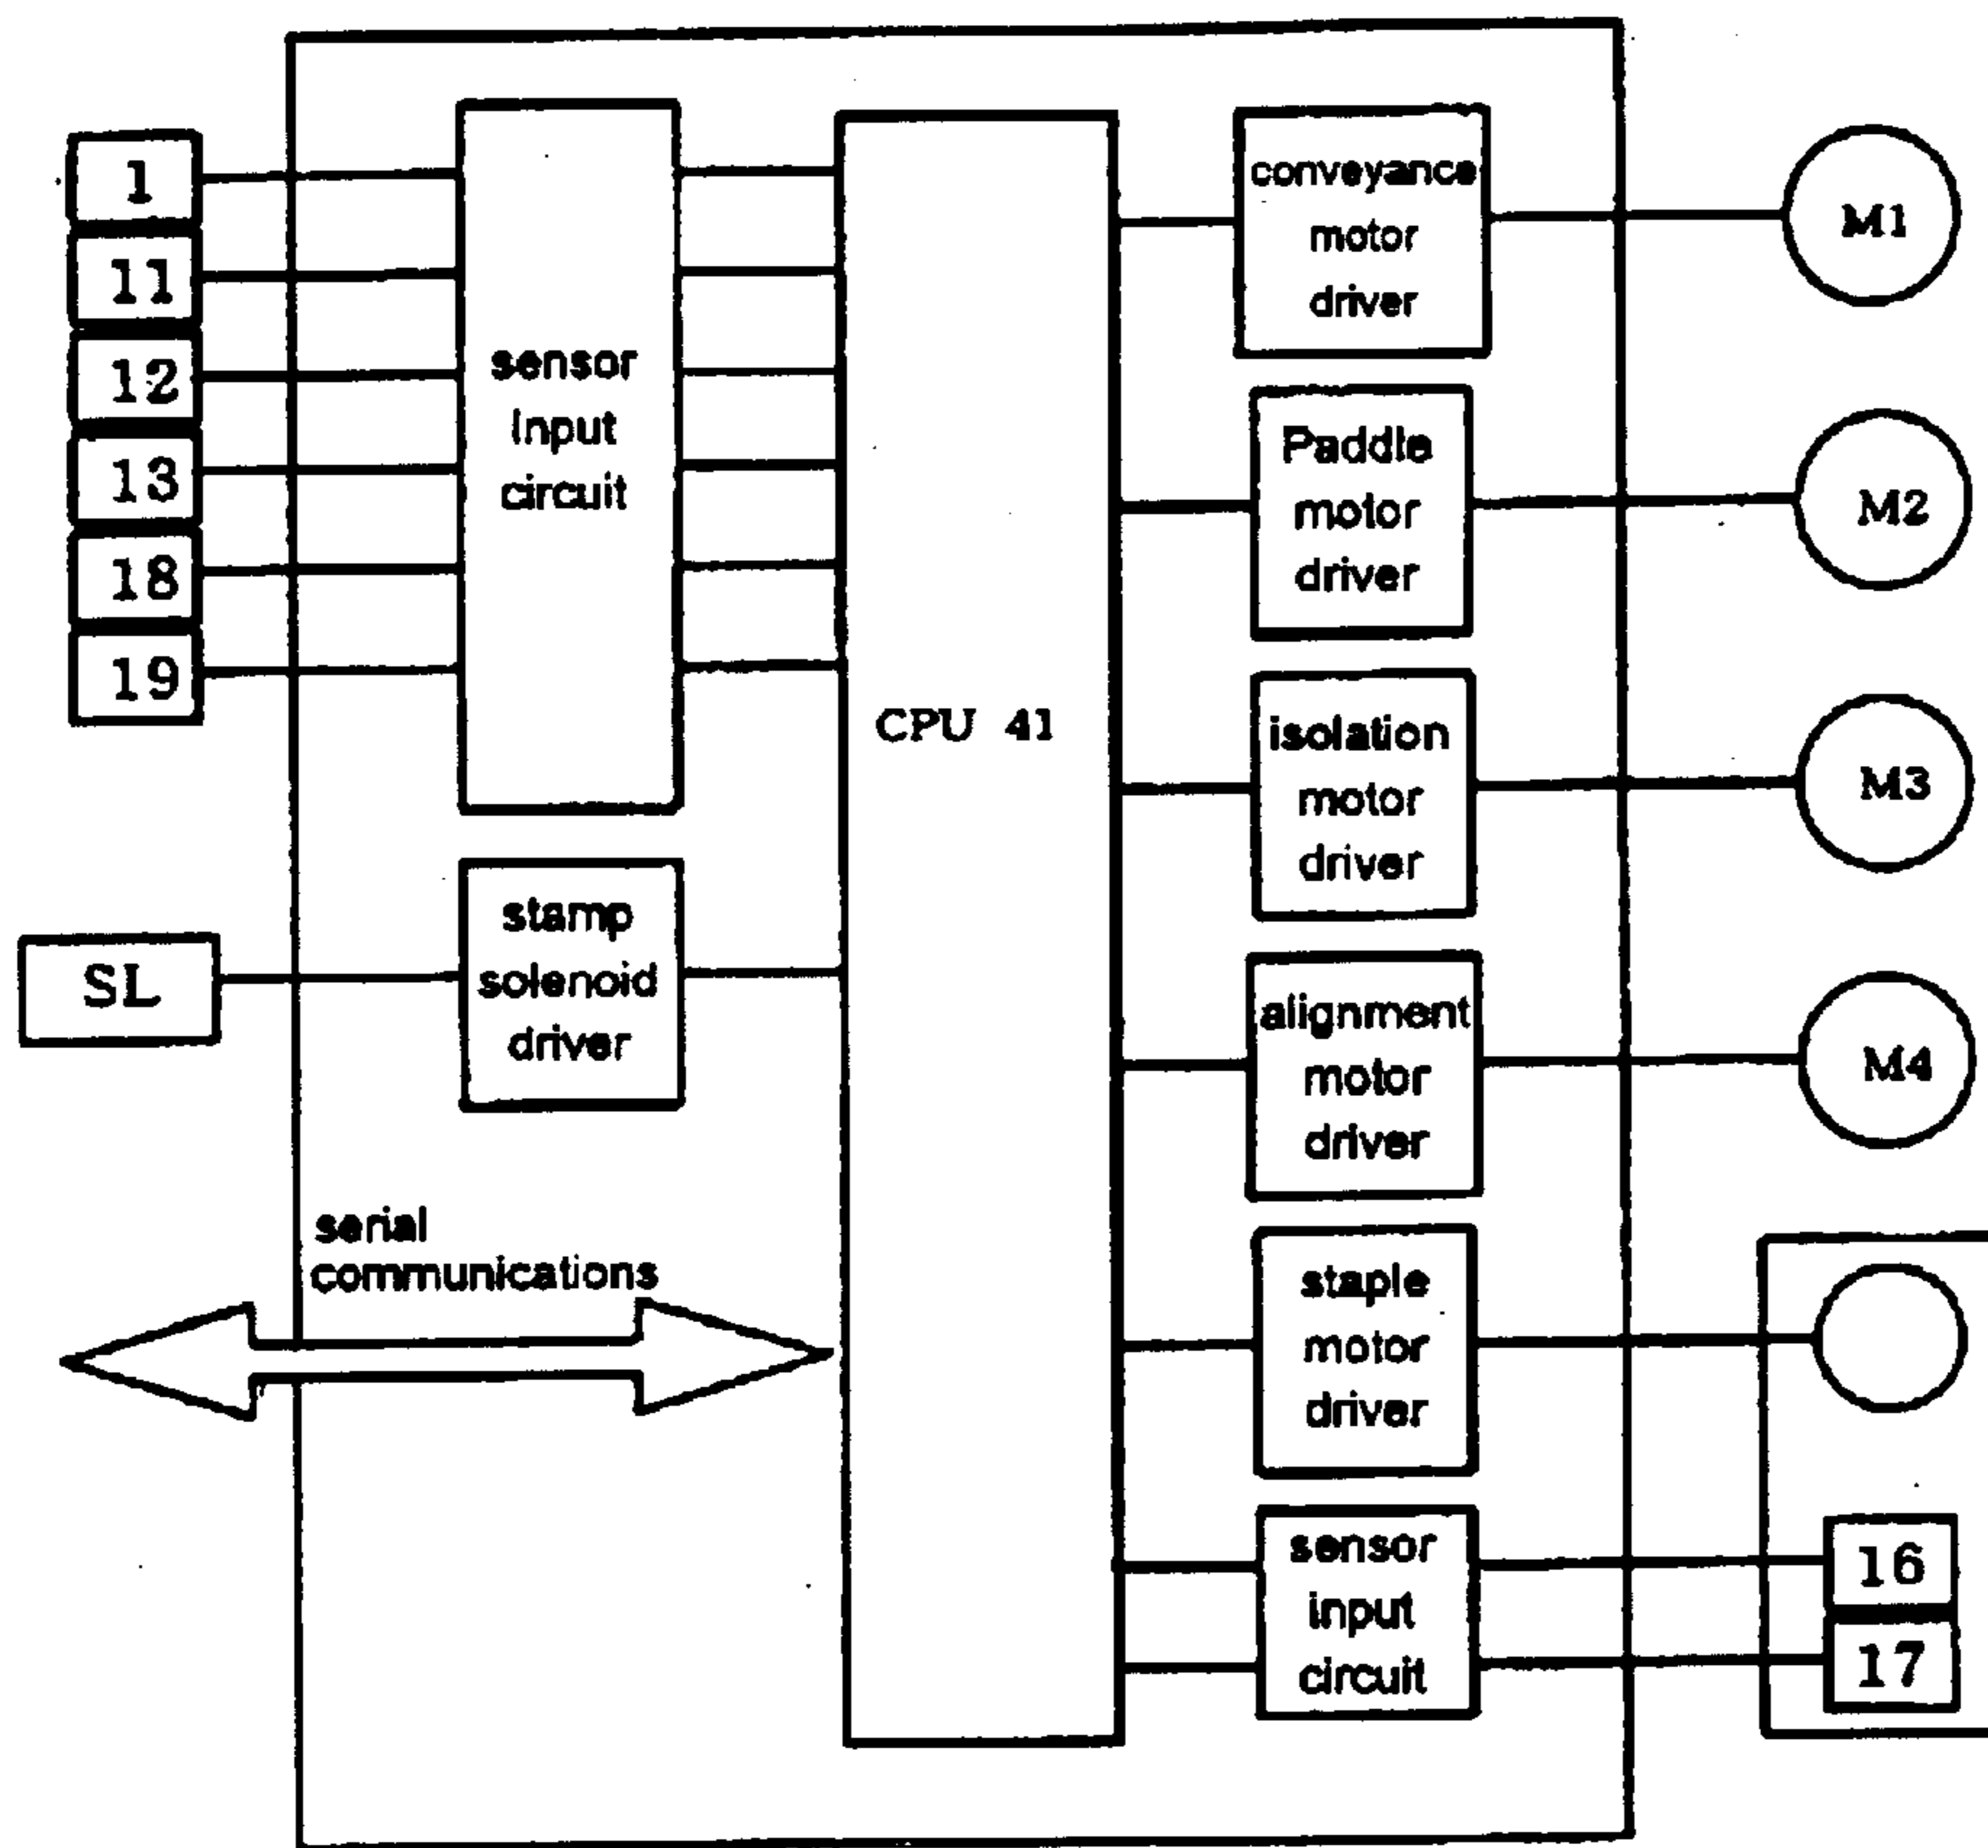 1
11
12
13
18
19
sensor
Input
circuit
SL
stamp
solenoid
driver
serial
communications
CPU 41
conveyance
motor
driver
M1
Paddle
motor
driver
M2
isolation
motor
driver
M3
alignment
motor
driver
M4
staple
motor
driver
sensor
input
circuit
16
17